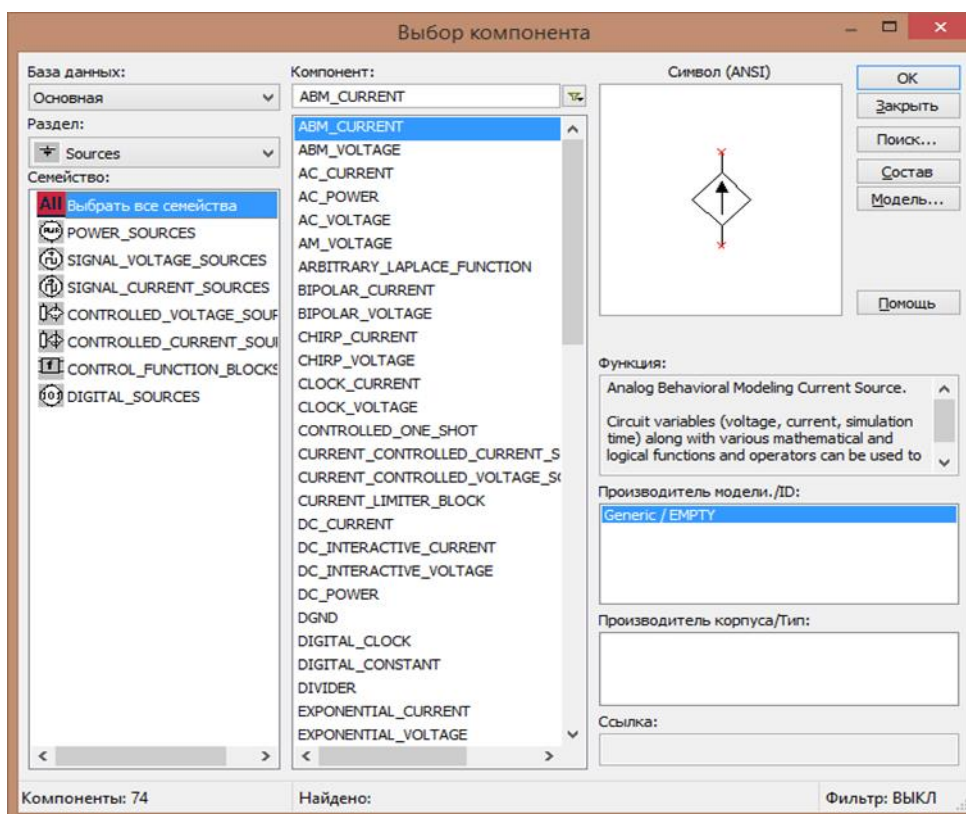 Выбор компонента
База данных:
Основная
Раздел:
Sources
Семейство:
All Выбрать все семейства
POWER_SOURCES
SIGNAL_VOLTAGE_SOURCES
SIGNAL_CURRENT_SOURCES
CONTROLLED_VOLTAGE_SOUR
CONTROLLED_CURRENT_SOUI
CONTROL_FUNCTION_BLOCKS
DIGITAL_SOURCES
Компонент:
ABM_CURRENT
ABM_CURRENT
ABM_VOLTAGE
AC_CURRENT
AC_POWER
AC_VOLTAGE
AM_VOLTAGE
ARBITRARY_LAPLACE_FUNCTION
BIPOLAR_CURRENT
BIPOLAR_VOLTAGE
CHIRP_CURRENT
CHIRP_VOLTAGE
CLOCK_CURRENT
CLOCK_VOLTAGE
CONTROLLED_ONE_SHOT
CURRENT_CONTROLLED_CURRENT_S
CURRENT_CONTROLLED_VOLTAGE_SO
CURRENT_LIMITER_BLOCK
DC_CURRENT
DC_INTERACTIVE_CURRENT
DC_INTERACTIVE_VOLTAGE
DC_POWER
DGND
DIGITAL_CLOCK
DIGITAL_CONSTANT
DIVIDER
EXPONENTIAL_CURRENT
EXPONENTIAL_VOLTAGE
Символ (ANSI)
OK
Закрыть
Поиск...
Состав
Модель...
Помощь
Функция:
Analog Behavioral Modeling Current Source.
Circuit variables (voltage, current, simulation
time) along with various mathematical and
logical functions and operators can be used to
Производитель модели./ID:
Generic / EMPTY
Производитель корпуса/Тип:
Ссылка:
Компоненты: 74
Найдено:
Фильтр: ВЫКЛ